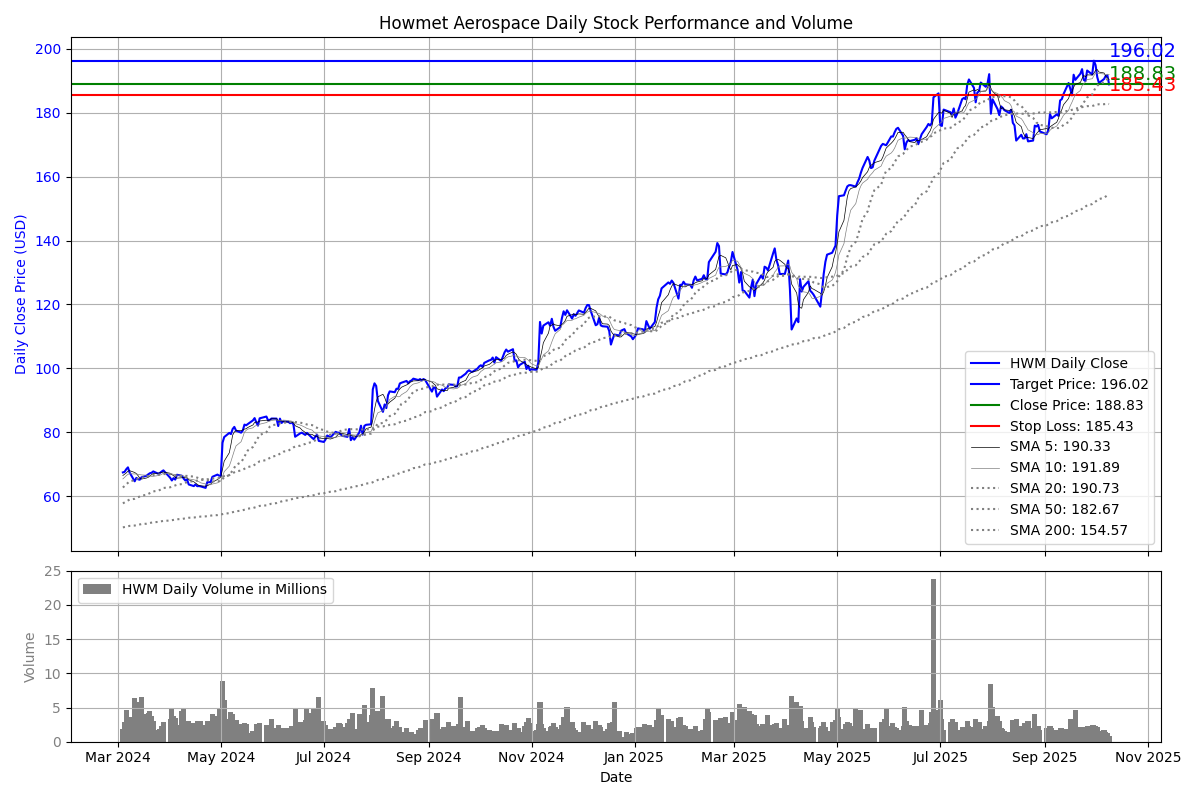 Howmet Aerospace Daily Stock Performance and Volume
Daily Close Price (USD)
200
180
160
140
120
100
80
60
196.02
188.83
185.43
HWM Daily Close
Target Price: 196.02
Close Price: 188.83
Stop Loss: 185.43
SMA 5: 190.33
SMA 10: 191.89
SMA 20: 190.73
SMA 50: 182.67
SMA 200: 154.57
Volume
25
20
15
10
5
0
HWM Daily Volume in Millions
Mar 2024 May 2024 Jul 2024 Sep 2024 Nov 2024 Jan 2025 Mar 2025 May 2025 Jul 2025 Sep 2025 Nov 2025
Date